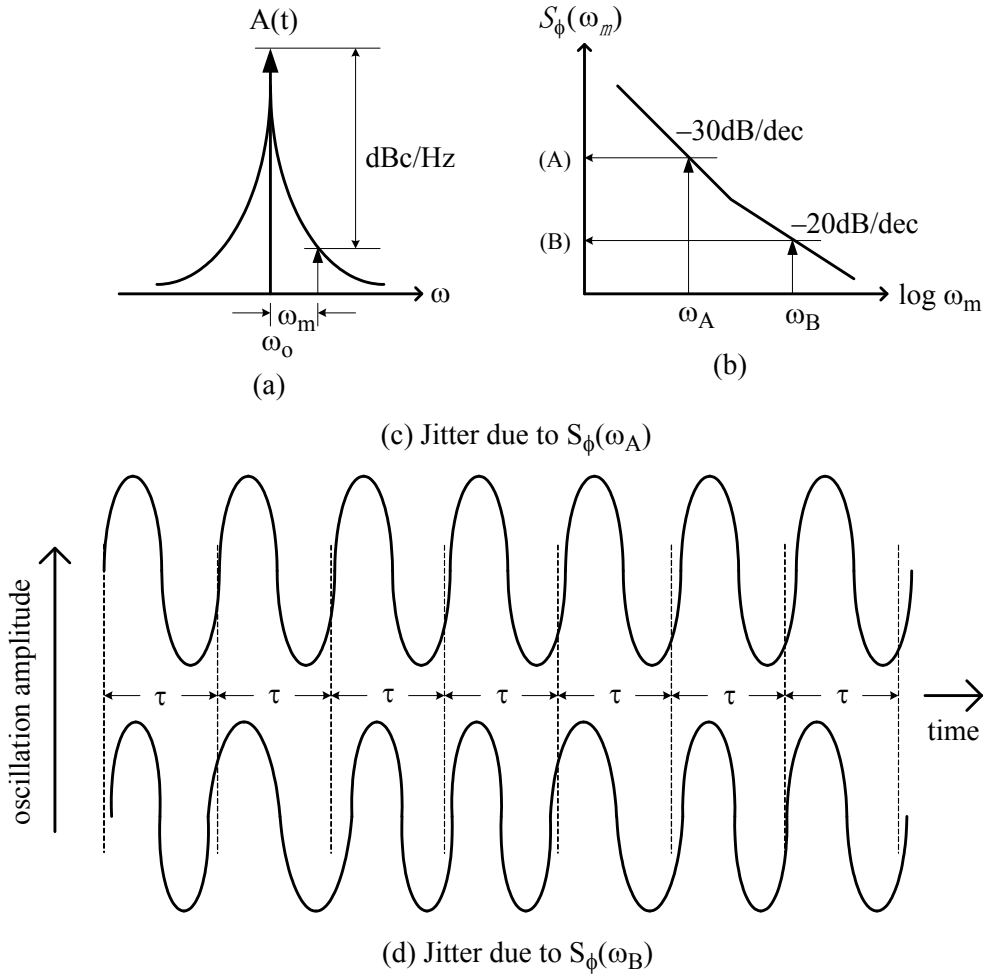 A(t)
dBc/Hz
ω
ω_m
ω_o
(a)
S_ϕ(ω_m)
–30dB/dec
(A)
(B)
–20dB/dec
log ω_m
ω_A
ω_B
(b)
(c) Jitter due to S_ϕ(ω_A)
oscillation amplitude
τ τ τ τ τ τ τ
time
(d) Jitter due to S_ϕ(ω_B)